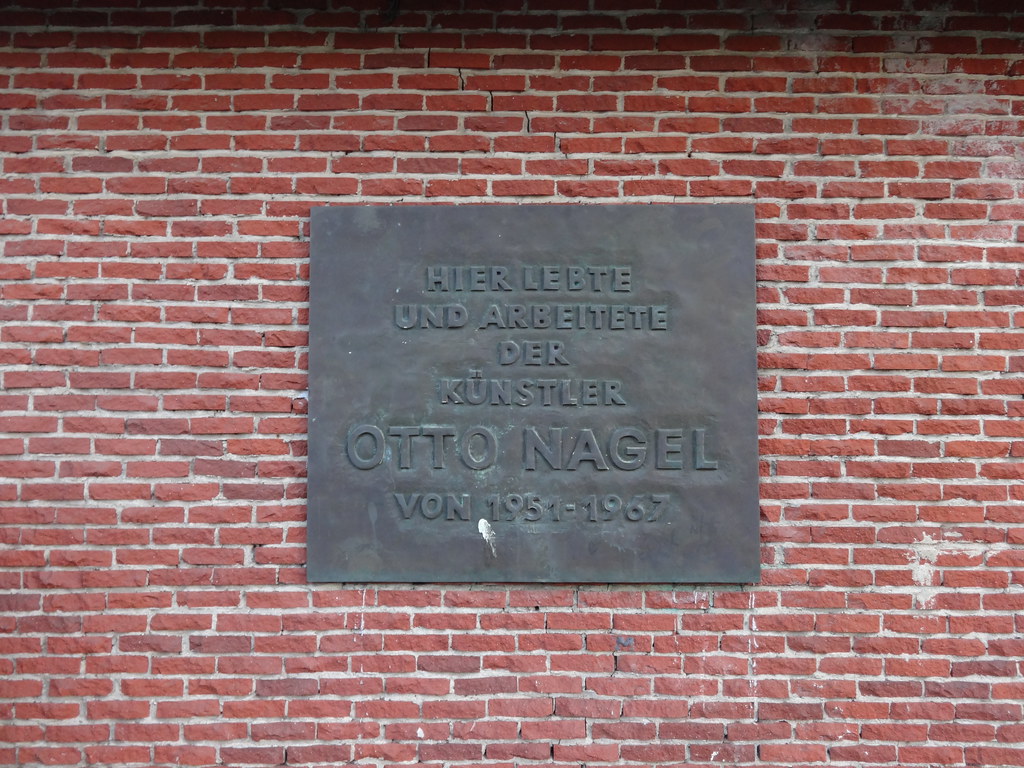 HIER LEBTE
UND ARBEITETE
DER
KÜNSTLER
OTTO NAGEL
VON 1951-1967